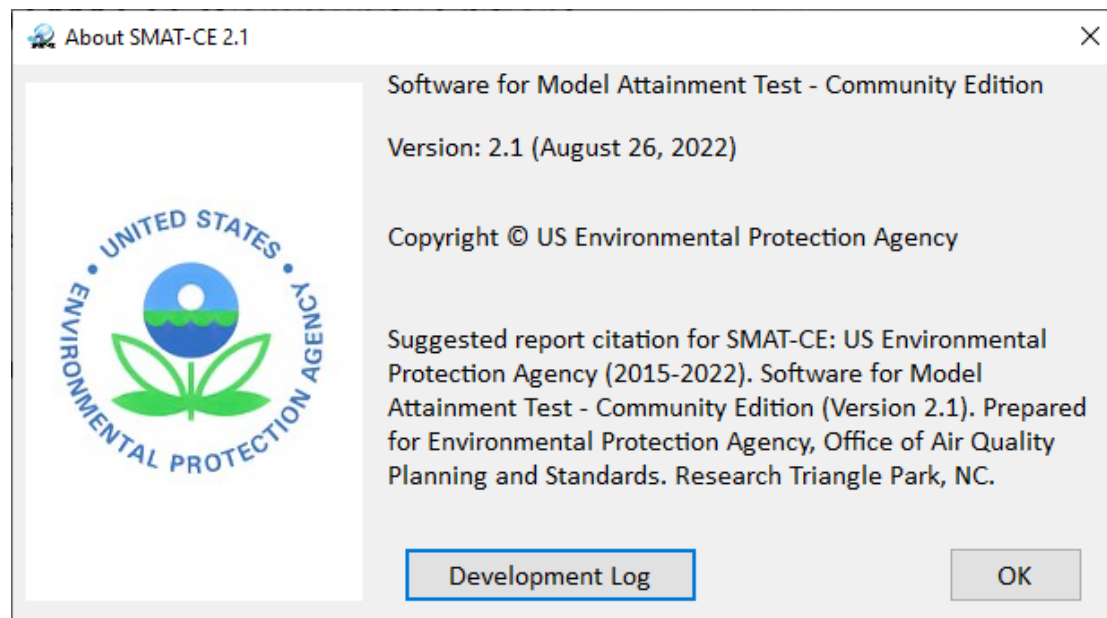 About SMAT-CE 2.1
Software for Model Attainment Test - Community Edition
Version: 2.1 (August 26, 2022)
Copyright © US Environmental Protection Agency
Suggested report citation for SMAT-CE: US Environmental
Protection Agency (2015-2022). Software for Model
Attainment Test - Community Edition (Version 2.1). Prepared
for Environmental Protection Agency, Office of Air Quality
Planning and Standards. Research Triangle Park, NC.
UNITED STATES
ENVIRONMENTAL PROTECTION AGENCY
Development Log
OK